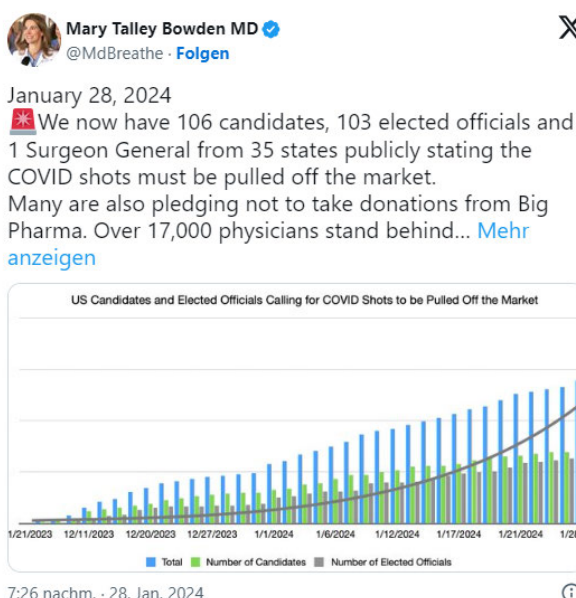 Mary Talley Bowden MD
@MdBreathe · Folgen
January 28, 2024
🚨We now have 106 candidates, 103 elected officials and
1 Surgeon General from 35 states publicly stating the
COVID shots must be pulled off the market.
Many are also pledging not to take donations from Big
Pharma. Over 17,000 physicians stand behind... Mehr
anzeigen
US Candidates and Elected Officials Calling for COVID Shots to be Pulled Off the Market
1/21/2023 12/11/2023 12/20/2023 12/27/2023 1/1/2024 1/6/2024 1/12/2024 1/17/2024 1/21/2024 1/28
Total Number of Candidates Number of Elected Officials
7:26 nachm. · 28. Jan. 2024